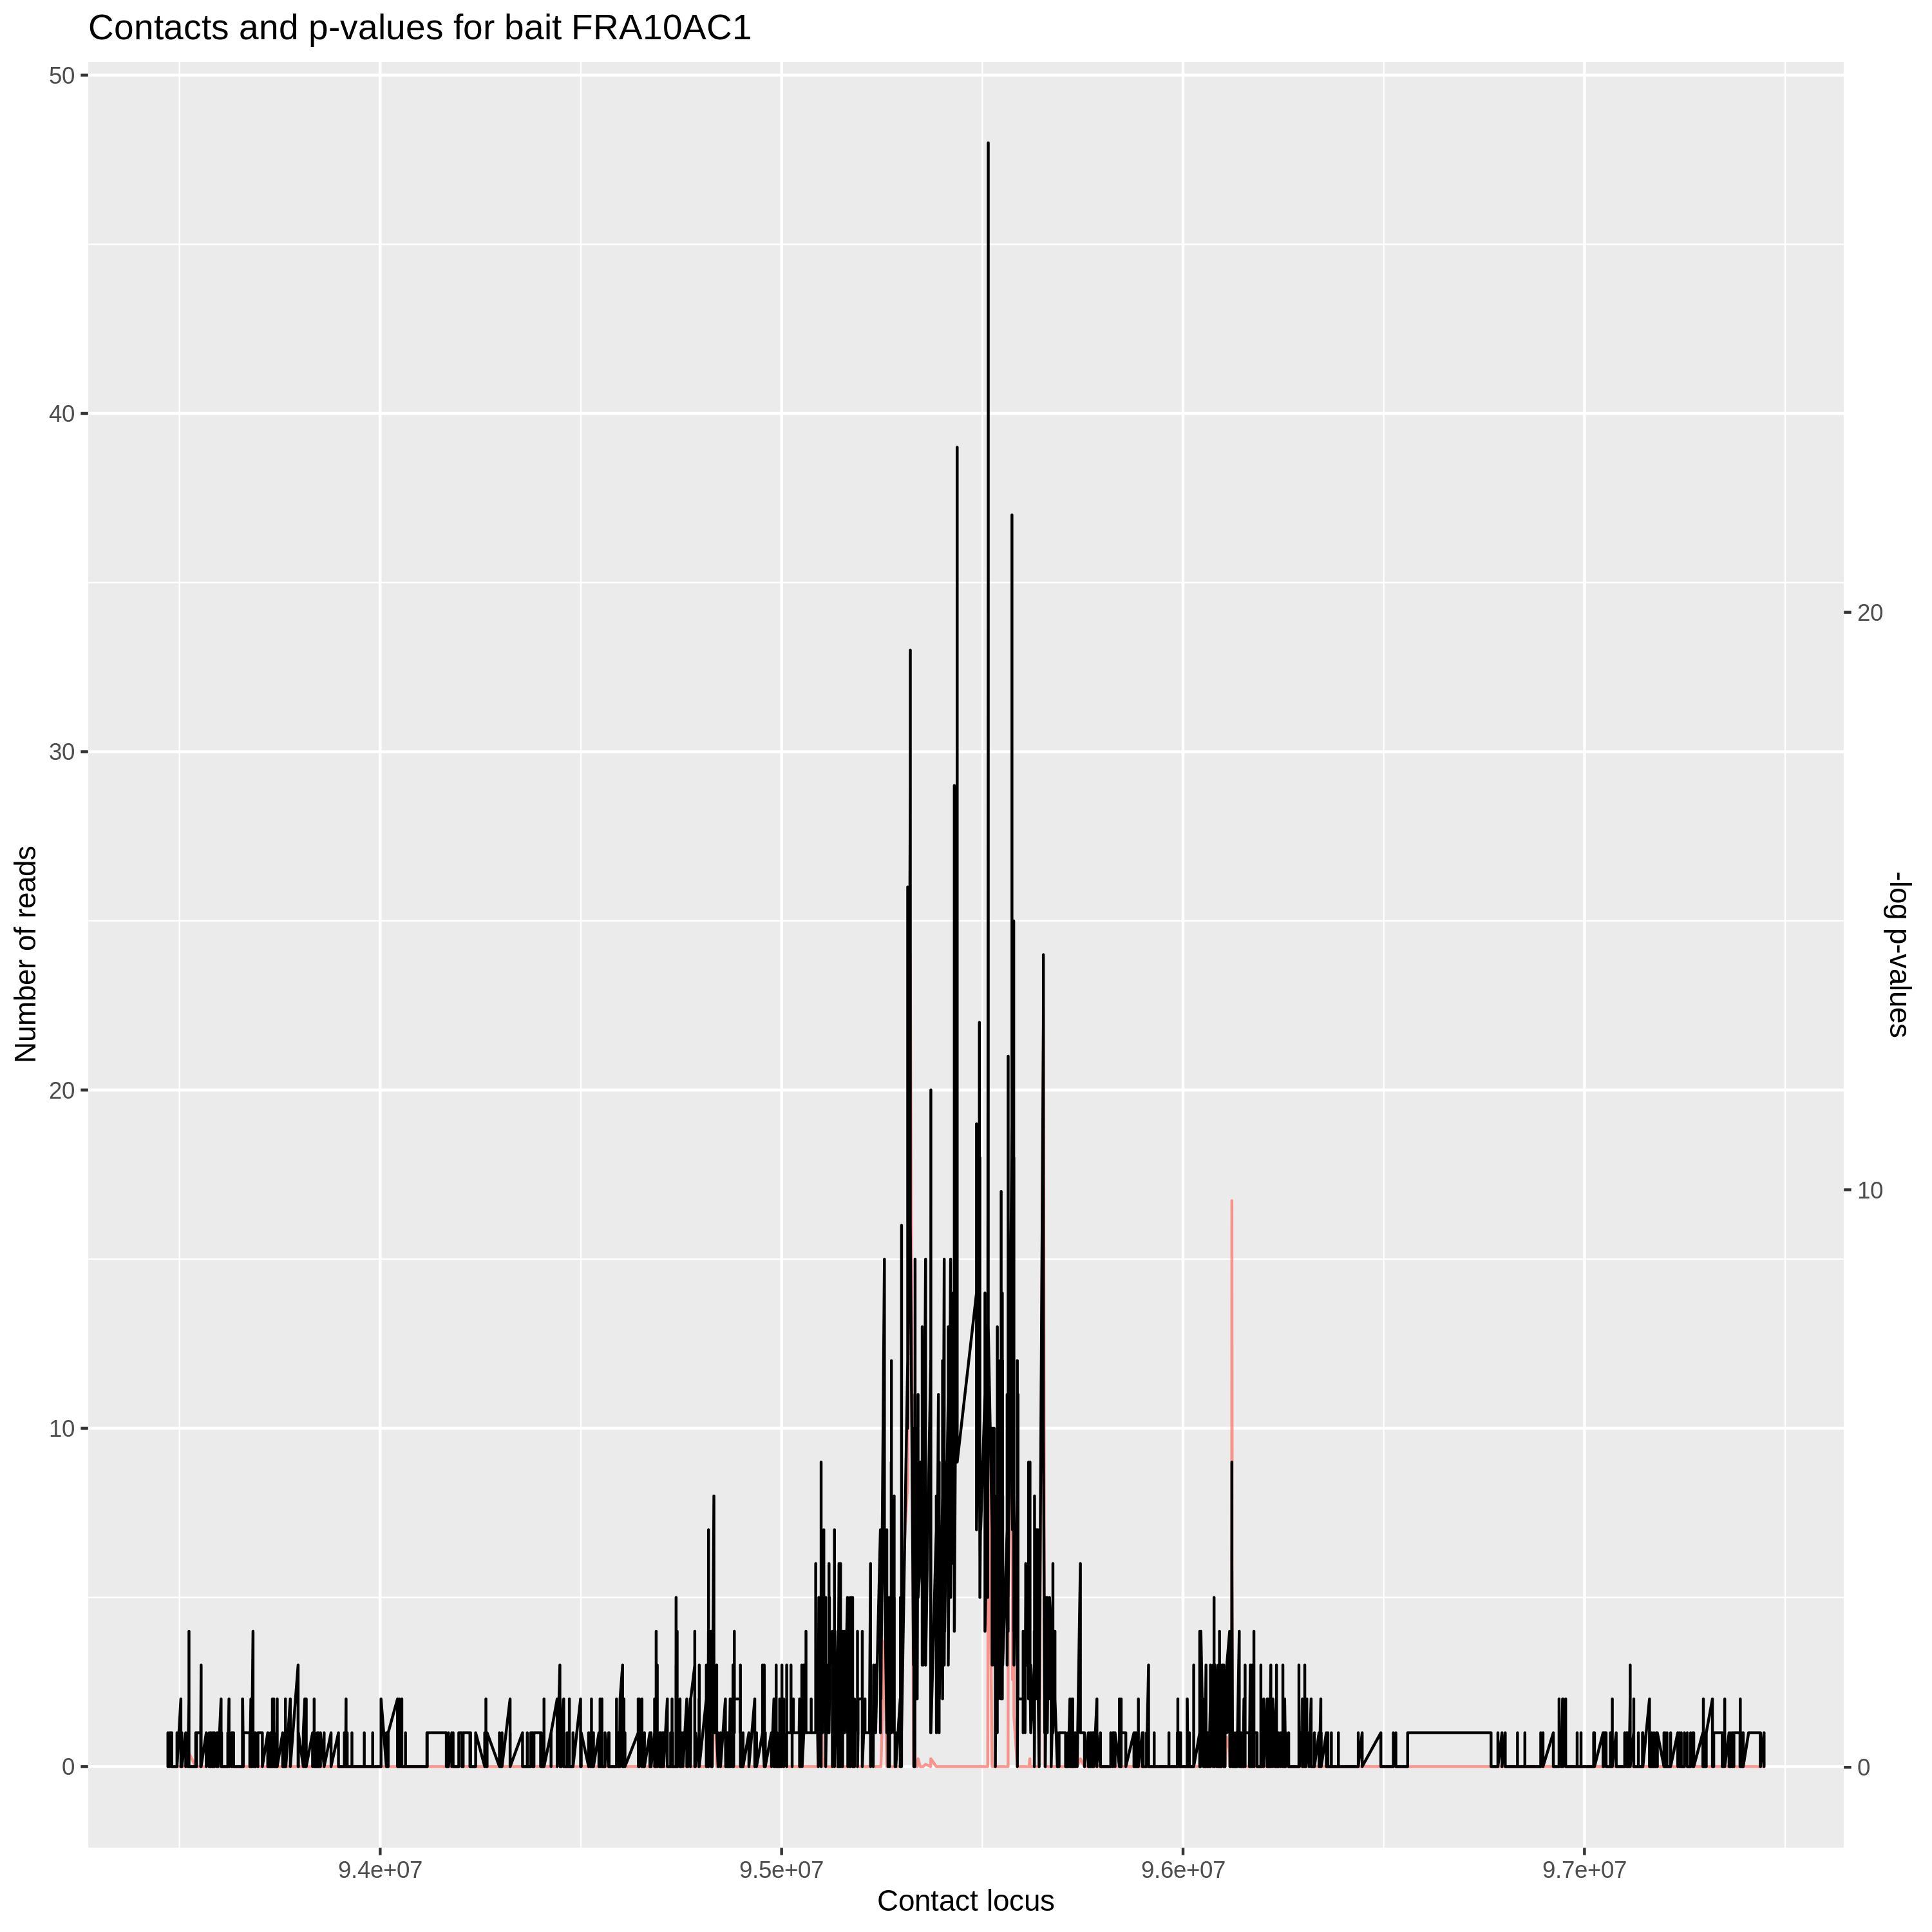 Contacts and p-values for bait FRA10AC1
50
40
30
20
10
0
Number of reads
20
10
0
-log p-values
9.4e+07
9.5e+07
9.6e+07
9.7e+07
Contact locus